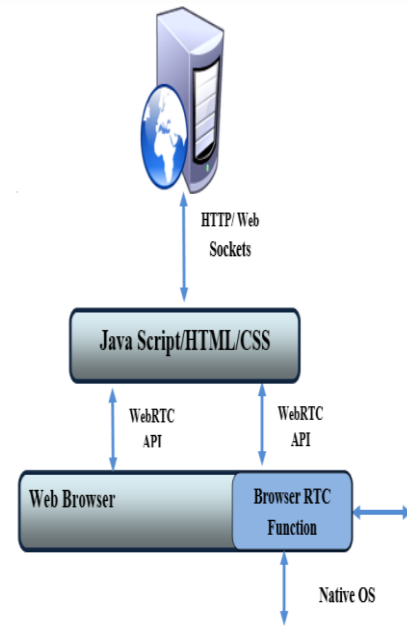 HTTP/ Web
Sockets
Java Script/HTML/CSS
WebRTC
API
WebRTC
API
Web Browser
Browser RTC
Function
Native OS